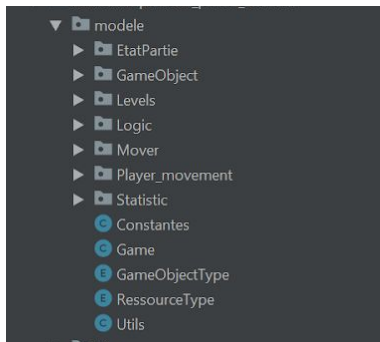 modele
EtatPartie
GameObject
Levels
Logic
Mover
Player_movement
Statistic
C Constantes
C Game
E GameObjectType
E RessourceType
C Utils